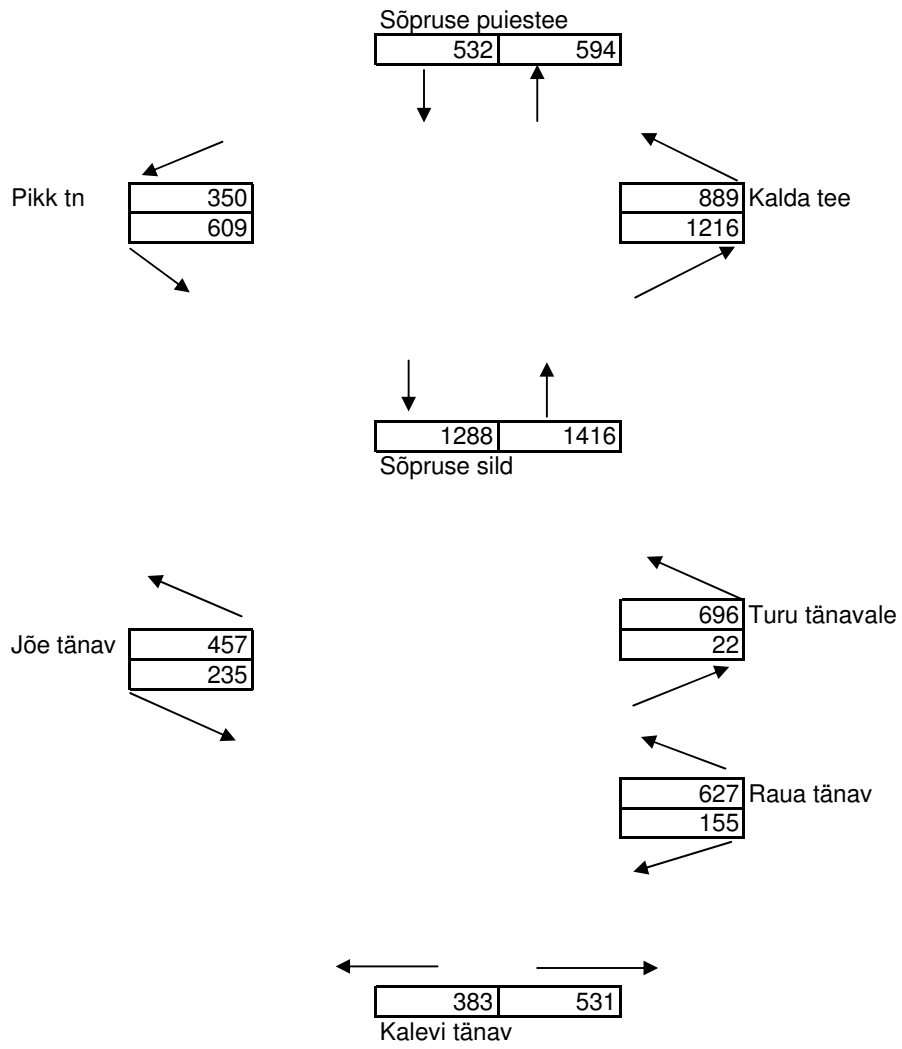 Sõpruse puiestee
532 594
Pikk tn 350 889 Kalda tee
609 1216
1288 1416
Sõpruse sild
696 Turu tänavale
Jõe tänav 457 22
235
627 Raua tänav
155
383 531
Kalevi tänav